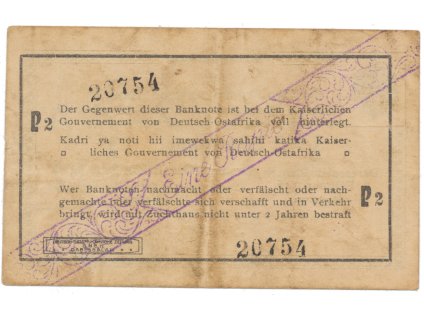 20754
Der Gegenwert dieser Banknote ist bei dem Kaiserlichen
Gouvernement von Deutsch-Ostafrika voll hinterlegt.
P2
Kadri ya noti hii imewekwa sahihi katika Kaiser-
liches Gouvernement von Deutsch-Ostafrika
Eine Rupie
Wer Banknoten nachmacht oder verfälscht oder nach-
gemachte oder verfälschte sich verschafft und in Verkehr
bringt, wird mit Zuchthaus nicht unter 2 Jahren bestraft
P2
20754